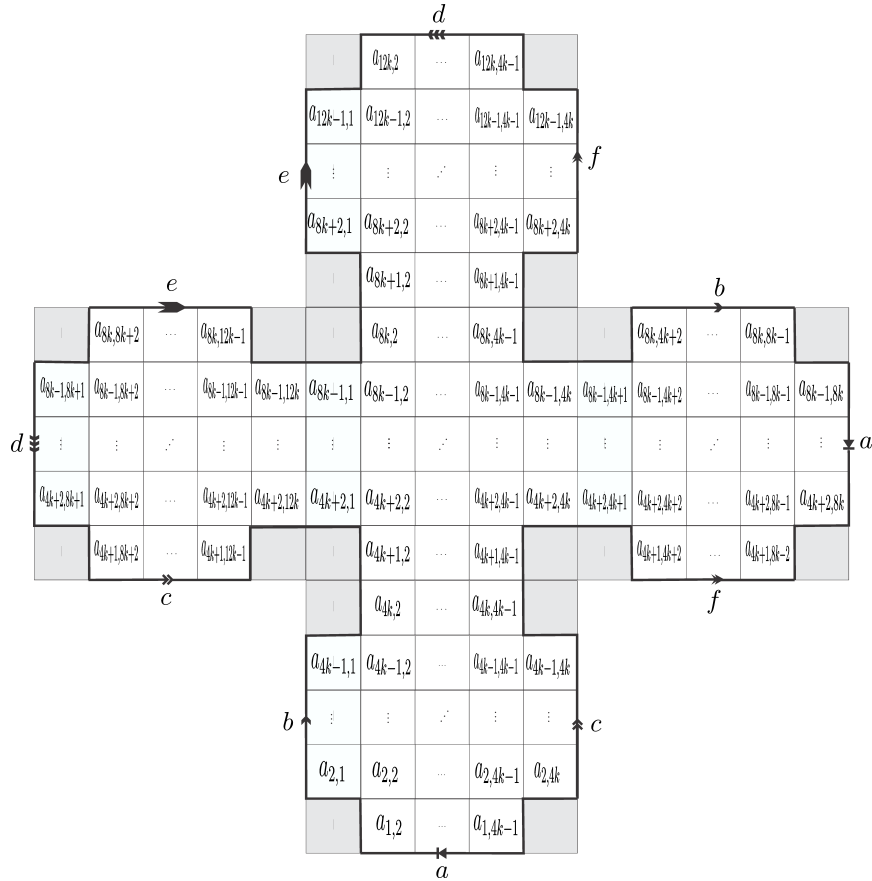 d
a_{12k,2} ... a_{12k,4k-1}
a_{12k-1,1} a_{12k-1,2} ... a_{12k-1,4k-1} a_{12k-1,4k}
e ⋮ ⋮ ⋰ ⋮ ⋮ f
a_{8k+2,1} a_{8k+2,2} ... a_{8k+2,4k-1} a_{8k+2,4k}
a_{8k+1,2} ... a_{8k+1,4k-1}
e b
a_{8k,8k+2} ... a_{8k,12k-1} a_{8k,2} ... a_{8k,4k-1} a_{8k,4k+2} ... a_{8k,8k-1}
a_{8k-1,8k+1} a_{8k-1,8k+2} ... a_{8k-1,12k-1} a_{8k-1,12k} a_{8k-1,1} a_{8k-1,2} ... a_{8k-1,4k-1} a_{8k-1,4k} a_{8k-1,4k+1} a_{8k-1,4k+2} ... a_{8k-1,8k-1} a_{8k-1,8k}
d ⋮ ⋮ ⋰ ⋮ ⋮ ⋮ ⋮ ⋰ ⋮ ⋮ ⋮ ⋮ ⋰ ⋮ ⋮ a
a_{4k+2,8k+1} a_{4k+2,8k+2} ... a_{4k+2,12k-1} a_{4k+2,12k} a_{4k+2,1} a_{4k+2,2} ... a_{4k+2,4k-1} a_{4k+2,4k} a_{4k+2,4k+1} a_{4k+2,4k+2} ... a_{4k+2,8k-1} a_{4k+2,8k}
a_{4k+1,8k+2} ... a_{4k+1,12k-1} a_{4k+1,2} ... a_{4k+1,4k-1} a_{4k+1,4k+2} ... a_{4k+1,8k-2}
c f
a_{4k,2} ... a_{4k,4k-1}
a_{4k-1,1} a_{4k-1,2} ... a_{4k-1,4k-1} a_{4k-1,4k}
b ⋮ ⋮ ⋰ ⋮ ⋮ c
a_{2,1} a_{2,2} ... a_{2,4k-1} a_{2,4k}
a_{1,2} ... a_{1,4k-1}
a